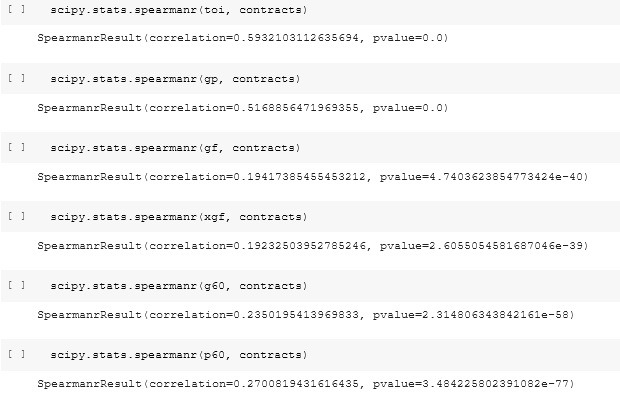 [ ] scipy.stats.spearmanr(toi, contracts)
SpearmanrResult(correlation=0.5932103112635694, pvalue=0.0)
[ ] scipy.stats.spearmanr(gp, contracts)
SpearmanrResult(correlation=0.5168856471969355, pvalue=0.0)
[ ] scipy.stats.spearmanr(gf, contracts)
SpearmanrResult(correlation=0.19417385455453212, pvalue=4.7403623854773424e-40)
[ ] scipy.stats.spearmanr(xgf, contracts)
SpearmanrResult(correlation=0.19232503952785246, pvalue=2.6055054581687046e-39)
[ ] scipy.stats.spearmanr(g60, contracts)
SpearmanrResult(correlation=0.2350195413969833, pvalue=2.314806343842161e-58)
[ ] scipy.stats.spearmanr(p60, contracts)
SpearmanrResult(correlation=0.2700819431616435, pvalue=3.484225802391082e-77)